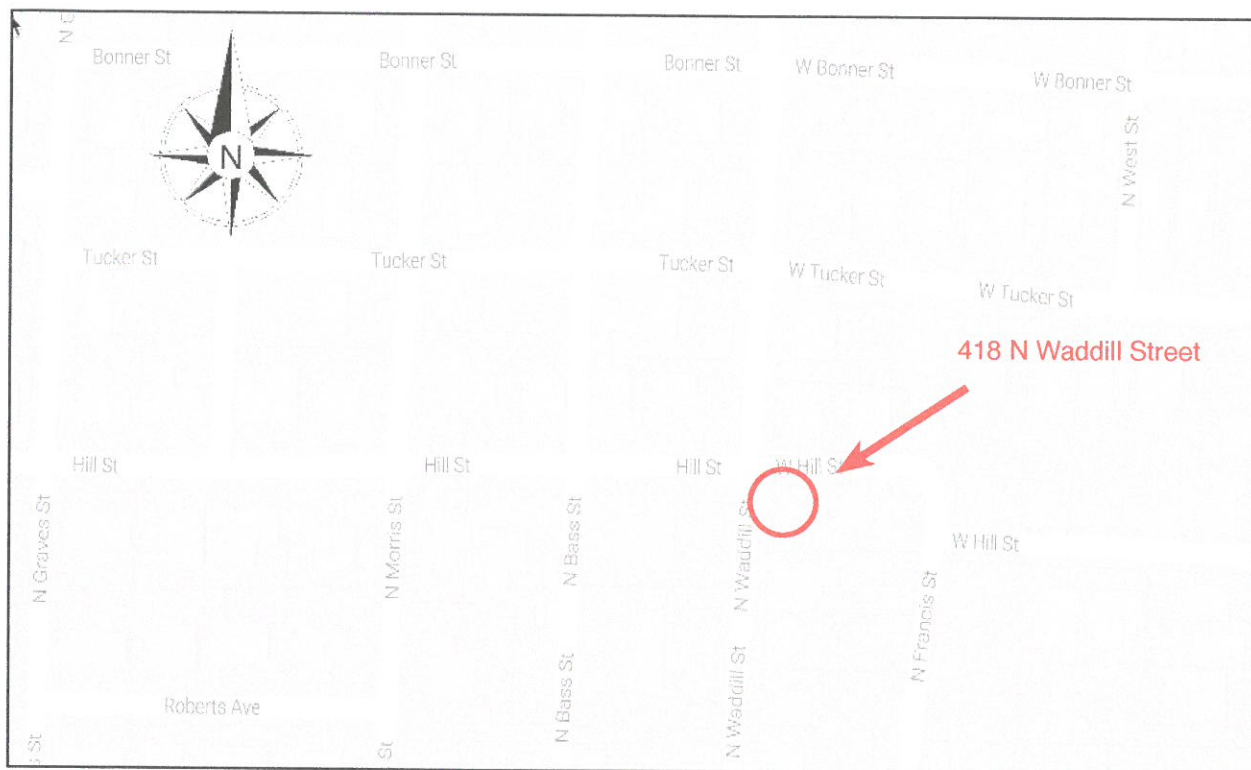 Bonner St
Bonner St
Bonner St
W Bonner St
W Bonner St
N West St
N
Tucker St
Tucker St
Tucker St
W Tucker St
W Tucker St
418 N Waddill Street
Hill St
Hill St
Hill St
W Hill St
W Hill St
N Graves St
N Morris St
N Bass St
N Waddill St
N Francis St
N Bass St
N Waddill St
Roberts Ave
St
St